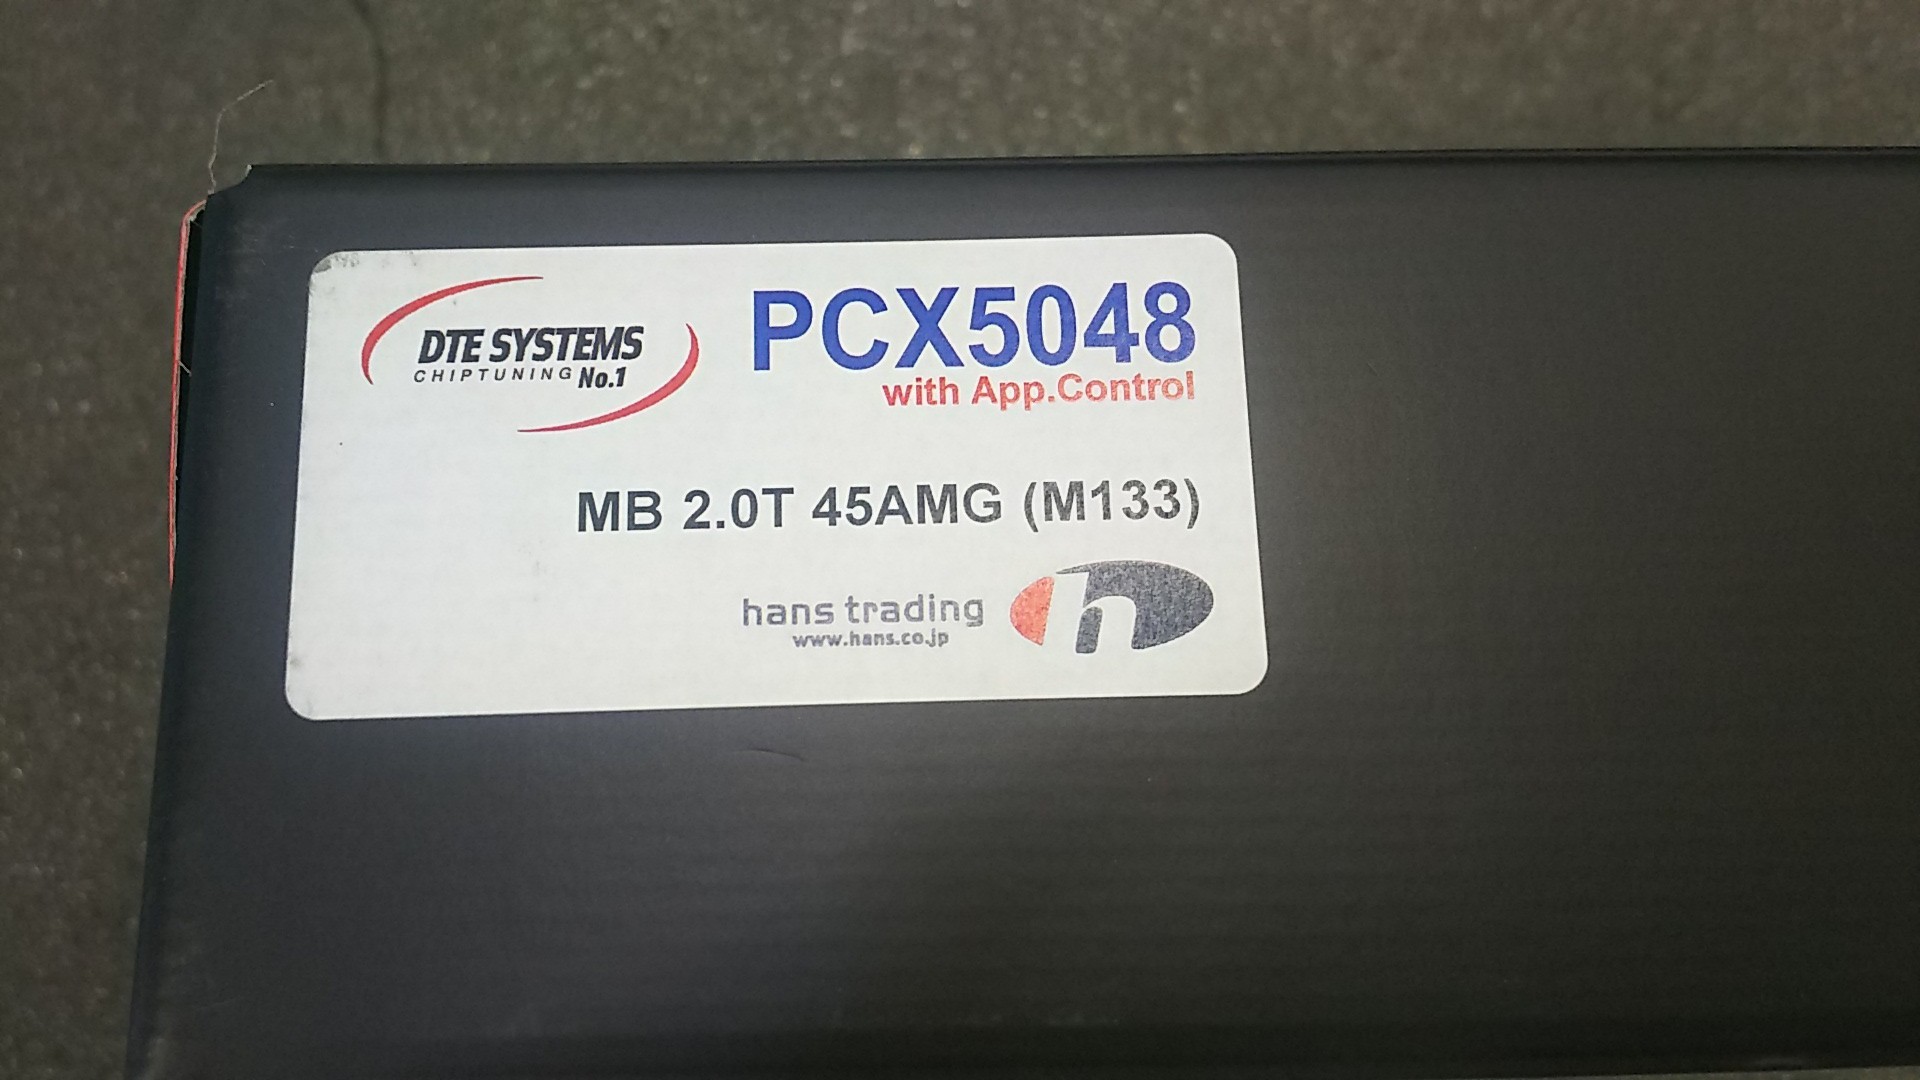 DTE SYSTEMS
CHIPTUNING No.1
PCX5048
with App.Control
MB 2.0T 45AMG (M133)
hans trading
www.hans.co.jp
h